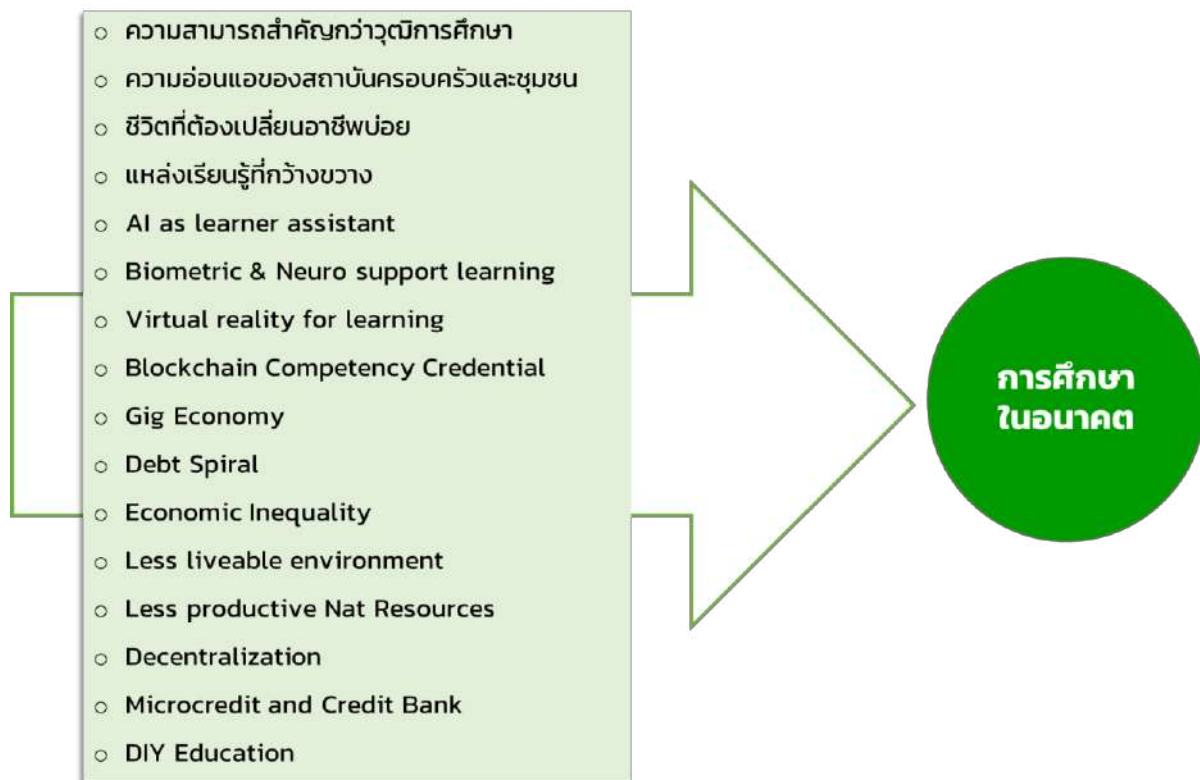 ○ ความสามารถสำคัญกว่าวุฒิการศึกษา
○ ความอ่อนแอของสถาบันครอบครัวและชุมชน
○ ชีวิตที่ต้องเปลี่ยนอาชีพบ่อย
○ แหล่งเรียนรู้ที่กว้างขวาง
○ AI as learner assistant
○ Biometric & Neuro support learning
○ Virtual reality for learning
○ Blockchain Competency Credential
○ Gig Economy
○ Debt Spiral
○ Economic Inequality
○ Less liveable environment
○ Less productive Nat Resources
○ Decentralization
○ Microcredit and Credit Bank
○ DIY Education
การศึกษา
ในอนาคต